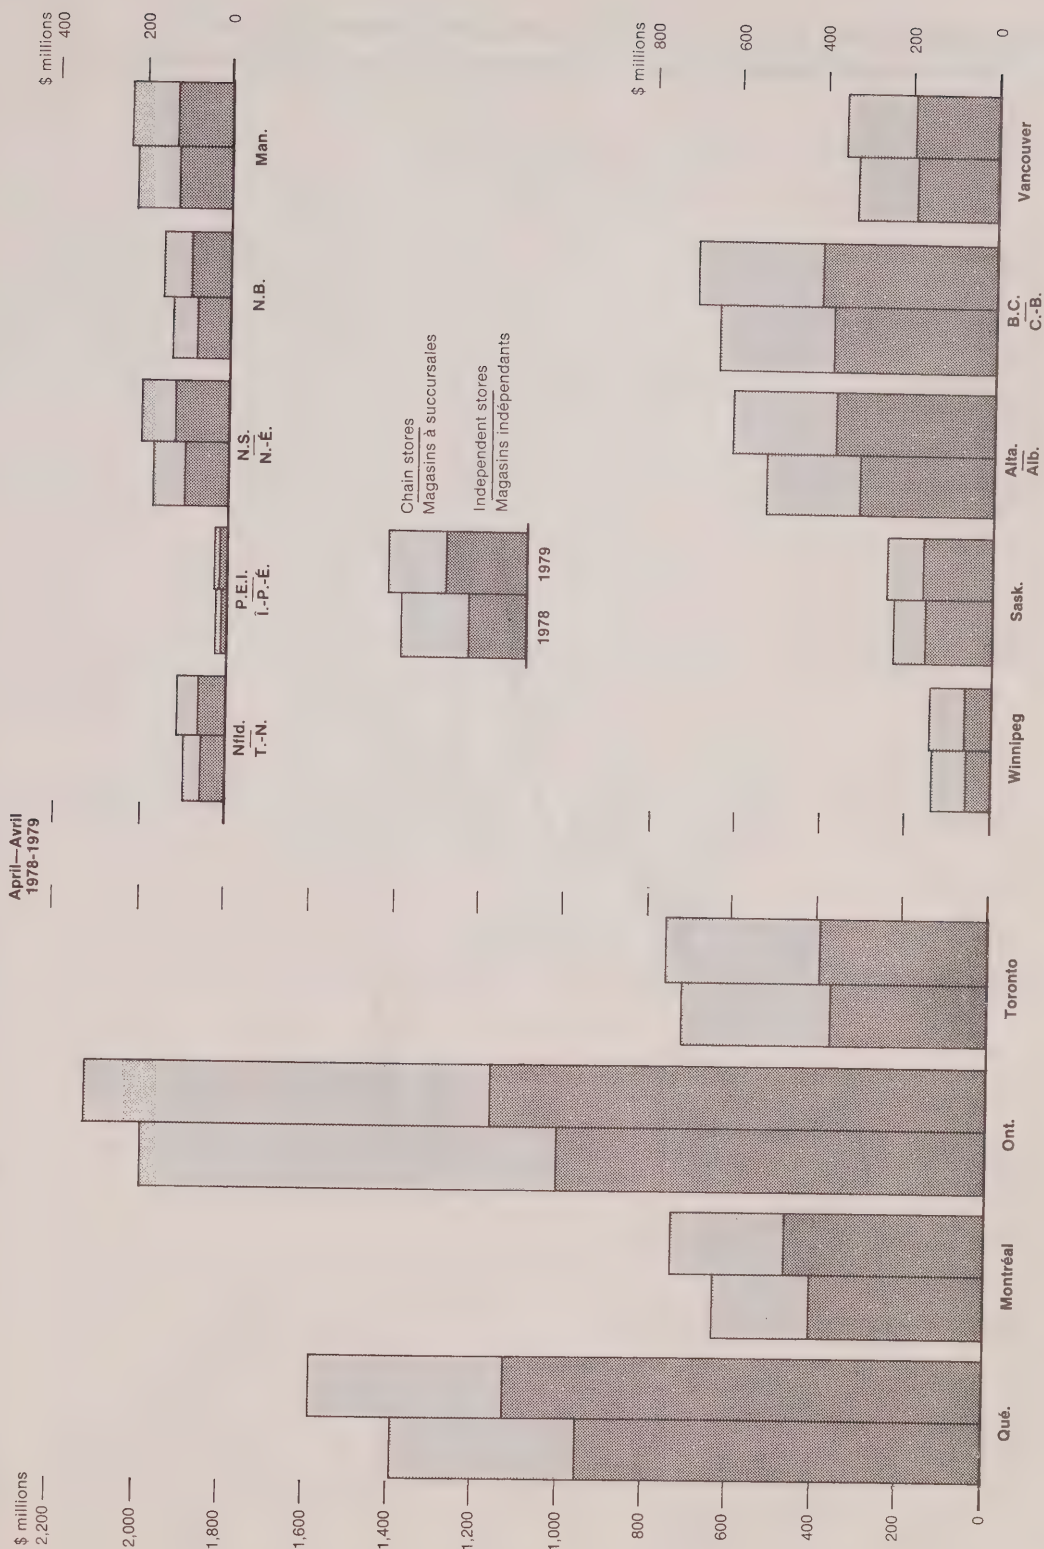 April—Avril
1978-1979
$ millions
2,200
2,000
1,800
1,600
1,400
1,200
1,000
800
600
400
200
0
Qué.
Montréal
Ont.
Toronto
$ millions
400
200
0
Nfld.
T.-N.
P.E.I.
Î.-P.-É.
N.S.
N.-É.
N.B.
Man.
Chain stores
Magasins à succursales
Independent stores
Magasins indépendants
1978
1979
$ millions
800
600
400
200
0
Winnipeg
Sask.
Alta.
Alb.
B.C.
C.-B.
Vancouver